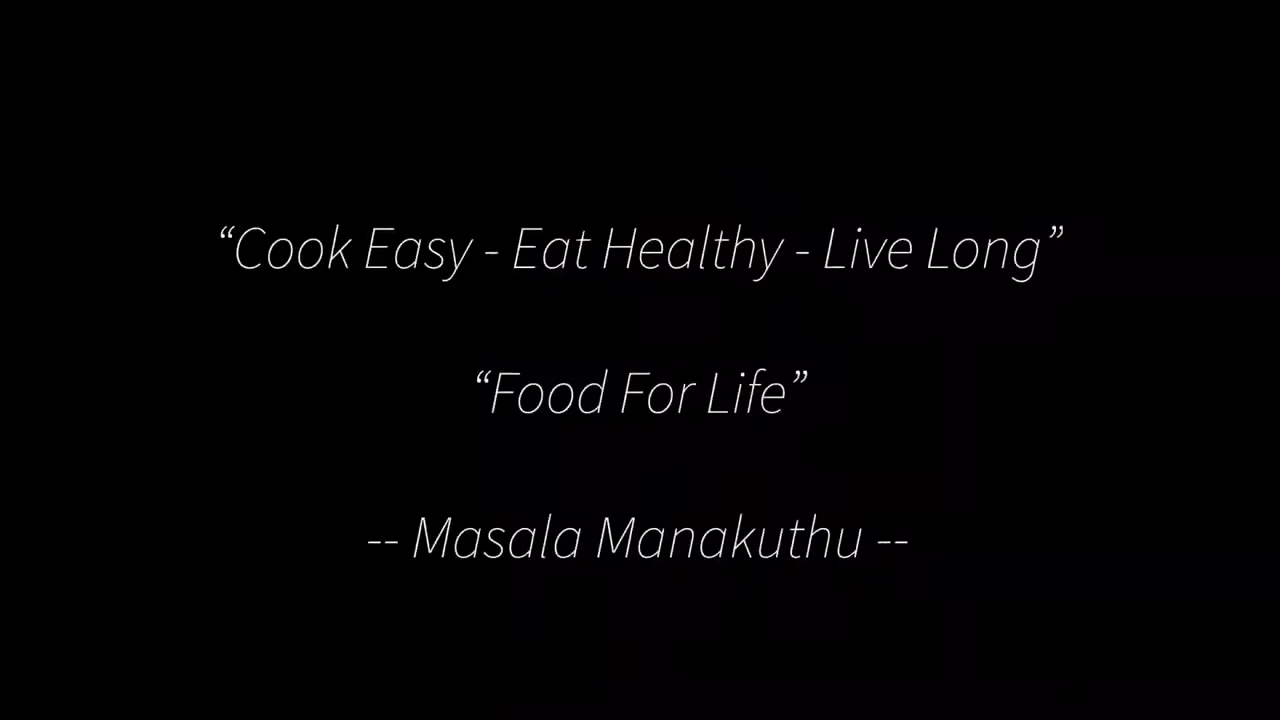 “Cook Easy - Eat Healthy - Live Long”
“Food For Life”
-- Masala Manakuthu --